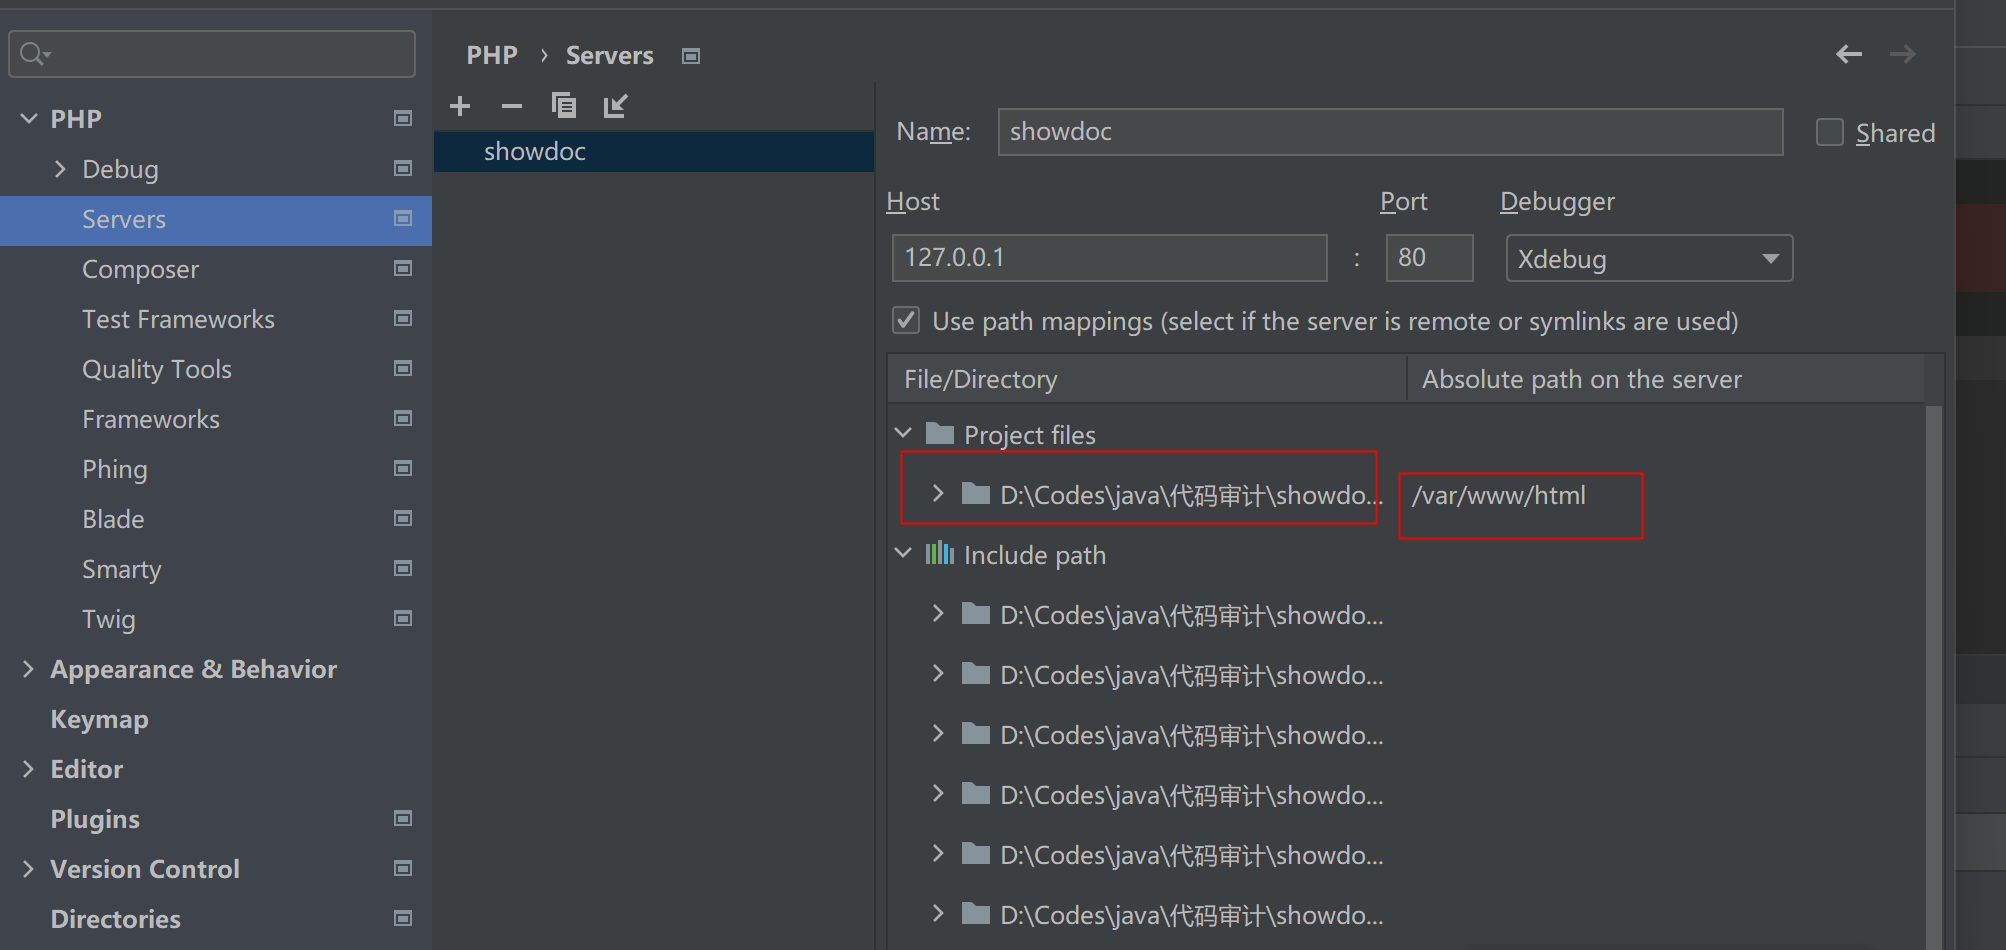 PHP
Debug
Servers
Composer
Test Frameworks
Quality Tools
Frameworks
Phing
Blade
Smarty
Twig
Appearance & Behavior
Keymap
Editor
Plugins
Version Control
Directories
PHP › Servers
showdoc
Name: showdoc Shared
Host Port Debugger
127.0.0.1 : 80 Xdebug
Use path mappings (select if the server is remote or symlinks are used)
File/Directory Absolute path on the server
Project files
D:\Codes\java\代码审计\showdo... /var/www/html
Include path
D:\Codes\java\代码审计\showdo...
D:\Codes\java\代码审计\showdo...
D:\Codes\java\代码审计\showdo...
D:\Codes\java\代码审计\showdo...
D:\Codes\java\代码审计\showdo...
D:\Codes\java\代码审计\showdo...